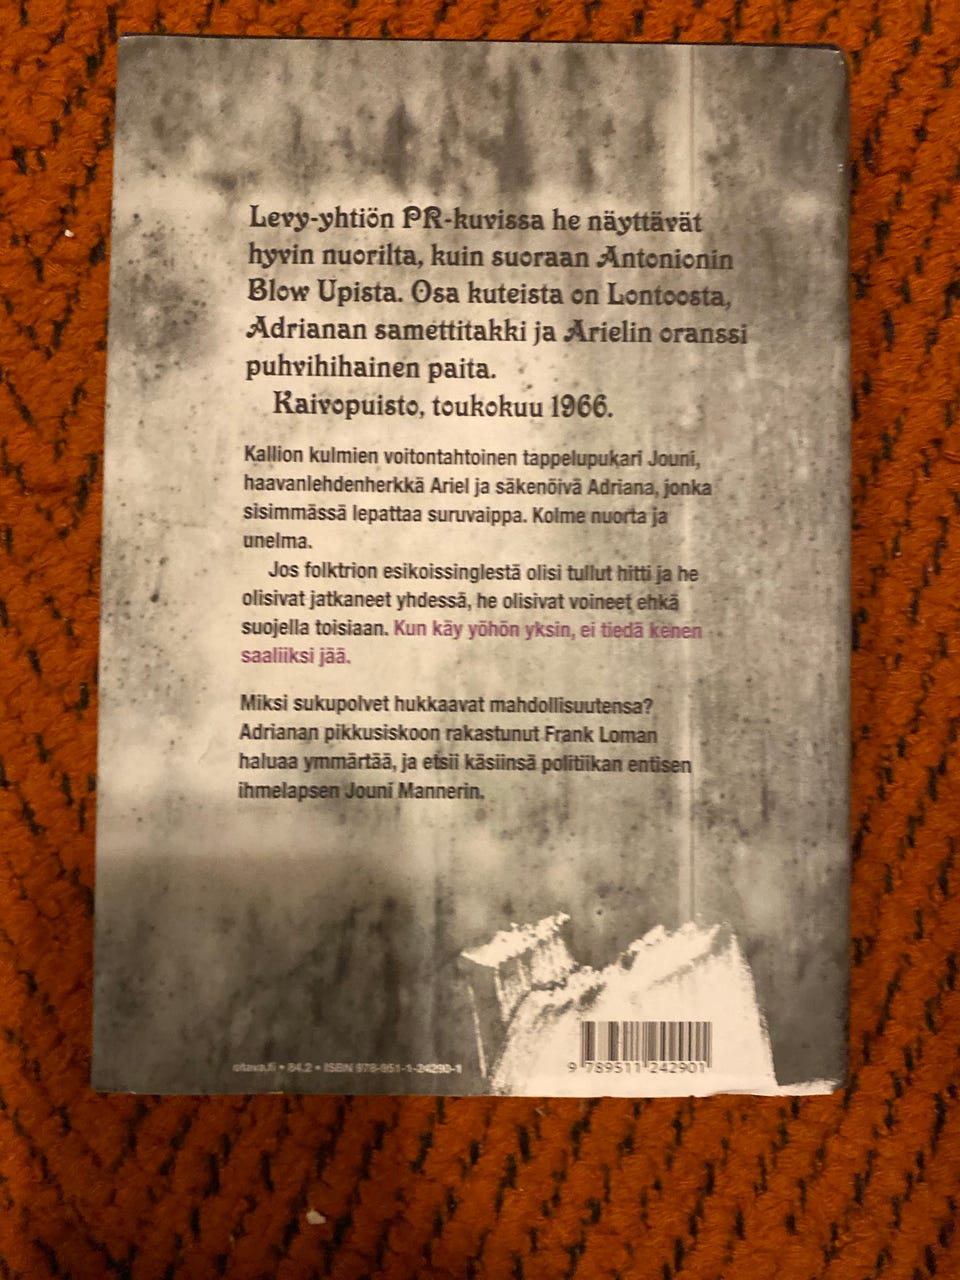 Levy-yhtiön PR-kuvissa he näyttävät
hyvin nuorilta, kuin suoraan Antonionin
Blow Upista. Osa kuteista on Lontoosta,
Adrianan samettitakki ja Arielin oranssi
puhvihihainen paita.
Kaivopuisto, toukokuu 1966.
Kallion kulmien voitontahtoinen tappelupukari Jouni,
haavanlehdenherkkä Ariel ja säkenöivä Adriana, jonka
sisimmässä lepattaa suruvaippa. Kolme nuorta ja
unelma.
Jos folktrion esikoissinglestä olisi tullut hitti ja he
olisivat jatkaneet yhdessä, he olisivat voineet ehkä
suojella toisiaan. Kun käy yöhön yksin, ei tiedä kenen
saaliiksi jää.
Miksi sukupolvet hukkaavat mahdollisuutensa?
Adrianan pikkusiskoon rakastunut Frank Loman
haluaa ymmärtää, ja etsii käsiinsä politiikan entisen
ihmelapsen Jouni Mannerin.
otava.fi • 84.2 • ISBN 978-951-1-24290-1
9 789511 242901